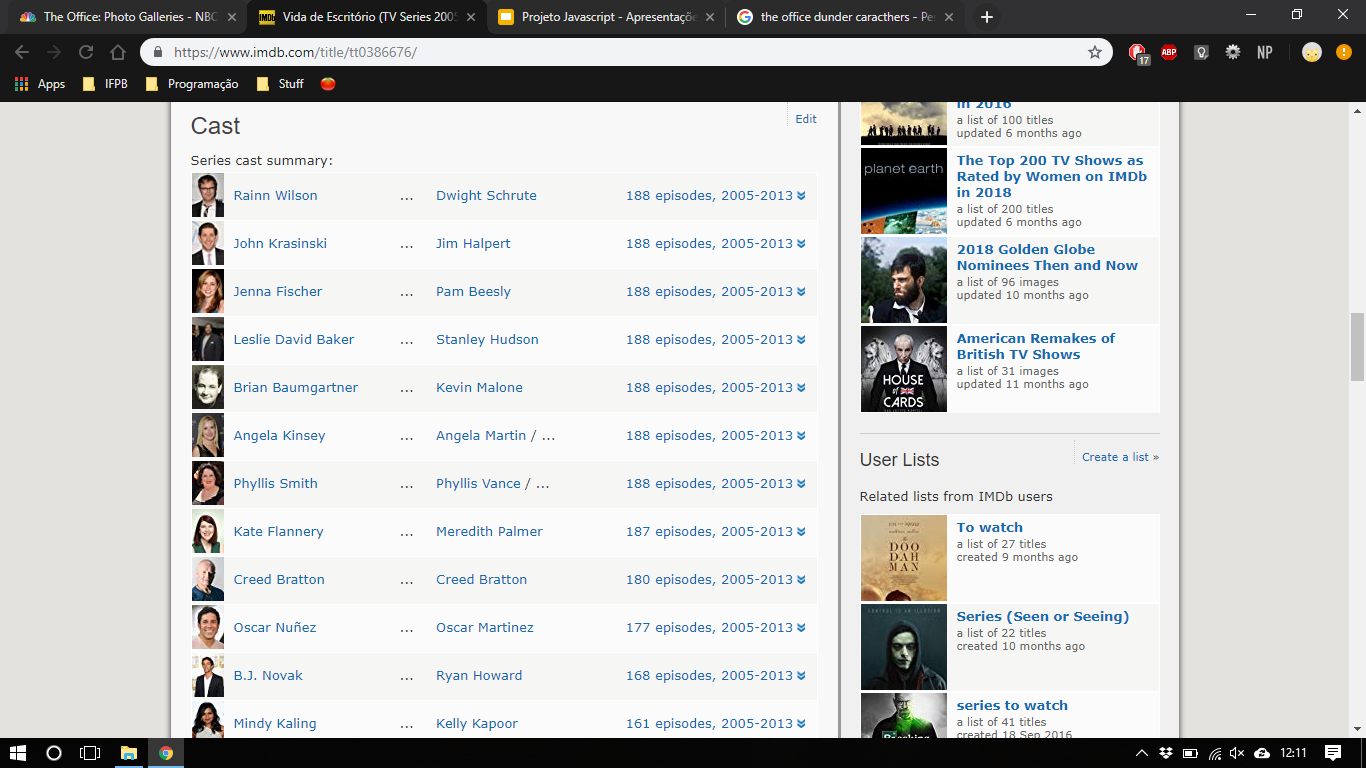 The Office: Photo Galleries - NBC
Vida de Escritório (TV Series 2005
Projeto Javascript - Apresentaçõe
the office dunder caracthers - Pe
https://www.imdb.com/title/tt0386676/
17
ABP
NP
Apps
IFPB
Programação
Stuff
Cast
Edit
Series cast summary:
Rainn Wilson ... Dwight Schrute 188 episodes, 2005-2013
John Krasinski ... Jim Halpert 188 episodes, 2005-2013
Jenna Fischer ... Pam Beesly 188 episodes, 2005-2013
Leslie David Baker ... Stanley Hudson 188 episodes, 2005-2013
Brian Baumgartner ... Kevin Malone 188 episodes, 2005-2013
Angela Kinsey ... Angela Martin / ... 188 episodes, 2005-2013
Phyllis Smith ... Phyllis Vance / ... 188 episodes, 2005-2013
Kate Flannery ... Meredith Palmer 187 episodes, 2005-2013
Creed Bratton ... Creed Bratton 180 episodes, 2005-2013
Oscar Nuñez ... Oscar Martinez 177 episodes, 2005-2013
B.J. Novak ... Ryan Howard 168 episodes, 2005-2013
Mindy Kaling ... Kelly Kapoor 161 episodes, 2005-2013
in 2016
a list of 100 titles
updated 6 months ago
planet earth
The Top 200 TV Shows as
Rated by Women on IMDb
in 2018
a list of 200 titles
updated 6 months ago
2018 Golden Globe
Nominees Then and Now
a list of 96 images
updated 10 months ago
HOUSE
of
CARDS
American Remakes of
British TV Shows
a list of 31 images
updated 11 months ago
User Lists
Create a list »
Related lists from IMDb users
DOO
DAH
MAN
To watch
a list of 27 titles
created 9 months ago
CONTROL IS AN ILLUSION
Series (Seen or Seeing)
a list of 22 titles
created 10 months ago
Breaking
series to watch
a list of 41 titles
created 18 Sep 2016
12:11